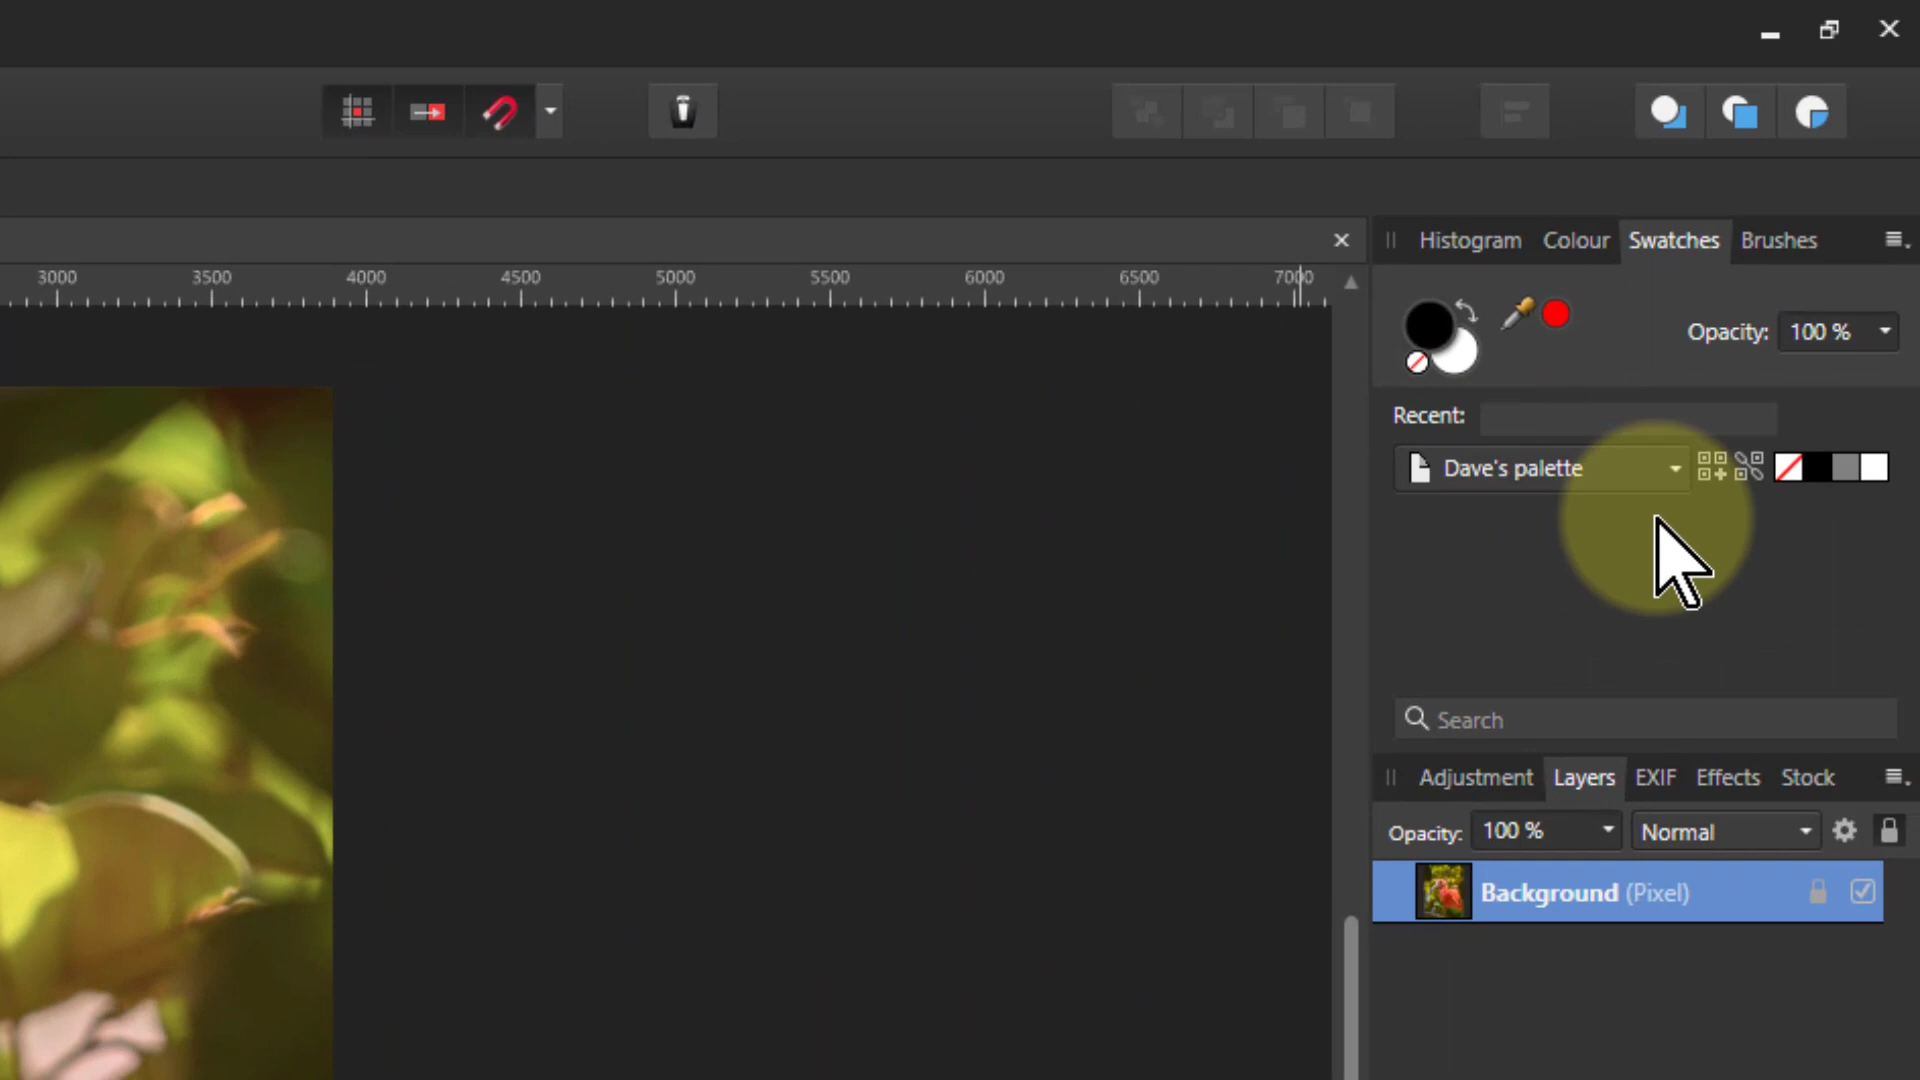 Histogram Colour Swatches Brushes
3000 3500 4000 4500 5000 5500 6000 6500 7000
Opacity: 100 %
Recent:
Dave's palette
Search
Adjustment Layers EXIF Effects Stock
Opacity: 100 % Normal
Background (Pixel)